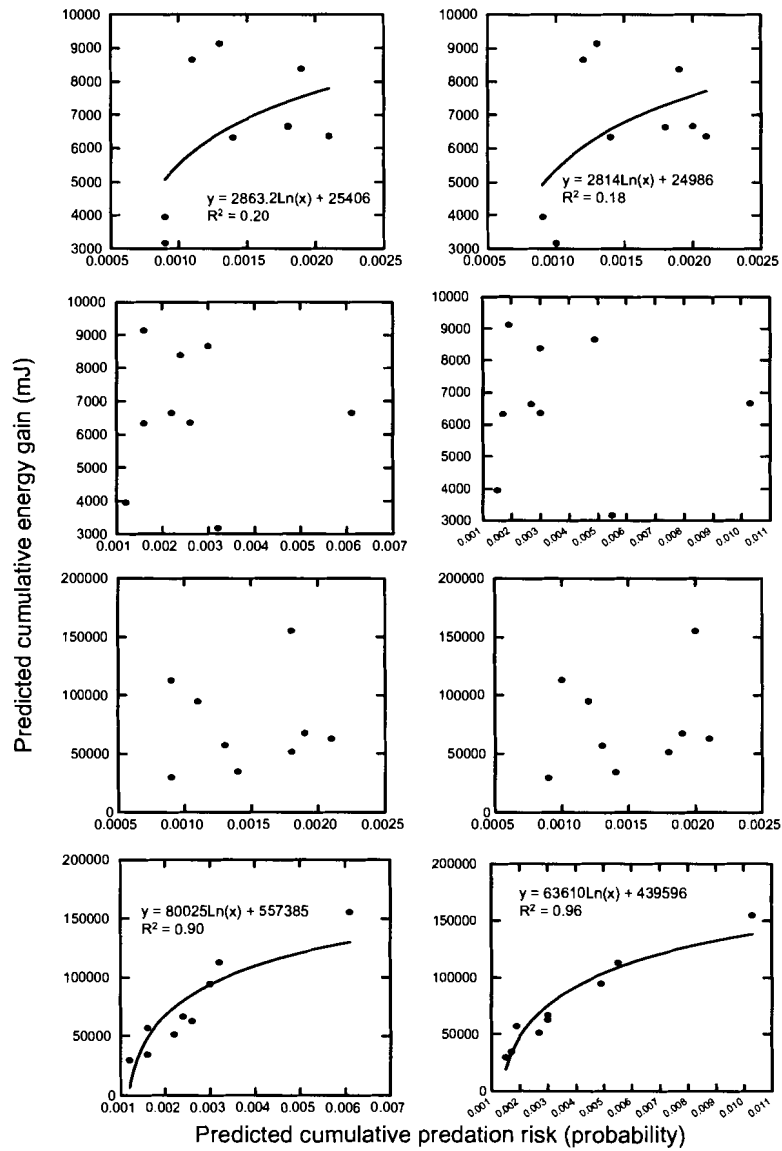 10000
9000
8000
7000
6000
5000
4000
3000
y = 2863.2Ln(x) + 25406
R² = 0.20
0.0005 0.0010 0.0015 0.0020 0.0025
10000
9000
8000
7000
6000
5000
4000
3000
y = 2814Ln(x) + 24986
R² = 0.18
0.0005 0.0010 0.0015 0.0020 0.0025
Predicted cumulative energy gain (mJ)
10000
9000
8000
7000
6000
5000
4000
3000
0.001 0.002 0.003 0.004 0.005 0.006 0.007
10000
9000
8000
7000
6000
5000
4000
3000
0.001 0.002 0.003 0.004 0.005 0.006 0.007 0.008 0.009 0.010 0.011
200000
150000
100000
50000
0
0.0005 0.0010 0.0015 0.0020 0.0025
200000
150000
100000
50000
0
0.0005 0.0010 0.0015 0.0020 0.0025
200000
150000
100000
50000
0
y = 80025Ln(x) + 557385
R² = 0.90
0.001 0.002 0.003 0.004 0.005 0.006 0.007
200000
150000
100000
50000
0
y = 63610Ln(x) + 439596
R² = 0.96
0.001 0.002 0.003 0.004 0.005 0.006 0.007 0.008 0.009 0.010 0.011
Predicted cumulative predation risk (probability)